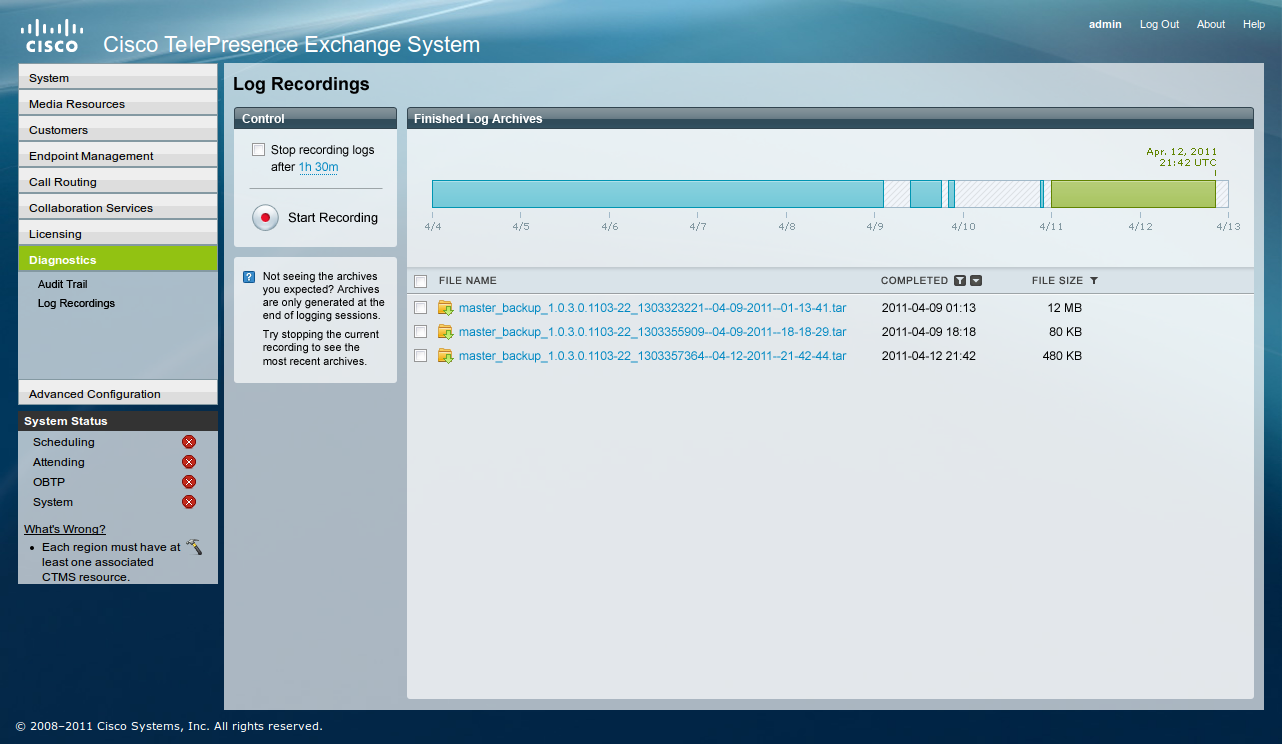 admin Log Out About Help
CISCO
Cisco TelePresence Exchange System
System
Media Resources
Customers
Endpoint Management
Call Routing
Collaboration Services
Licensing
Diagnostics
Audit Trail
Log Recordings
Advanced Configuration
System Status
Scheduling
Attending
OBTP
System
What's Wrong?
Each region must have at
least one associated
CTMS resource.
Log Recordings
Control
Stop recording logs
after 1h 30m
Start Recording
? Not seeing the archives
you expected? Archives
are only generated at the
end of logging sessions.
Try stopping the current
recording to see the
most recent archives.
Finished Log Archives
Apr. 12, 2011
21:42 UTC
4/4 4/5 4/6 4/7 4/8 4/9 4/10 4/11 4/12 4/13
FILE NAME COMPLETED FILE SIZE
master_backup_1.0.3.0.1103-22_1303323221--04-09-2011--01-13-41.tar 2011-04-09 01:13 12 MB
master_backup_1.0.3.0.1103-22_1303355909--04-09-2011--18-18-29.tar 2011-04-09 18:18 80 KB
master_backup_1.0.3.0.1103-22_1303357364--04-12-2011--21-42-44.tar 2011-04-12 21:42 480 KB
© 2008–2011 Cisco Systems, Inc. All rights reserved.